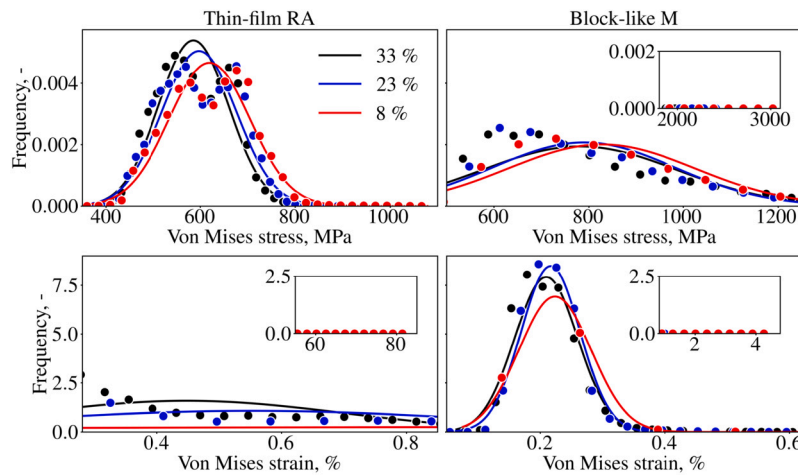 Thin-film RA Block-like M
Frequency, -
0.004
0.002
0.000
33 %
23 %
8 %
400 600 800 1000
Von Mises stress, MPa
0.002
0.000
2000 3000
600 800 1000 1200
Von Mises stress, MPa
Frequency, -
7.5
5.0
2.5
0.0
2.5
0.0
60 80
0.4 0.6 0.8
Von Mises strain, %
2.5
0.0
2 4
0.2 0.4 0.6
Von Mises strain, %